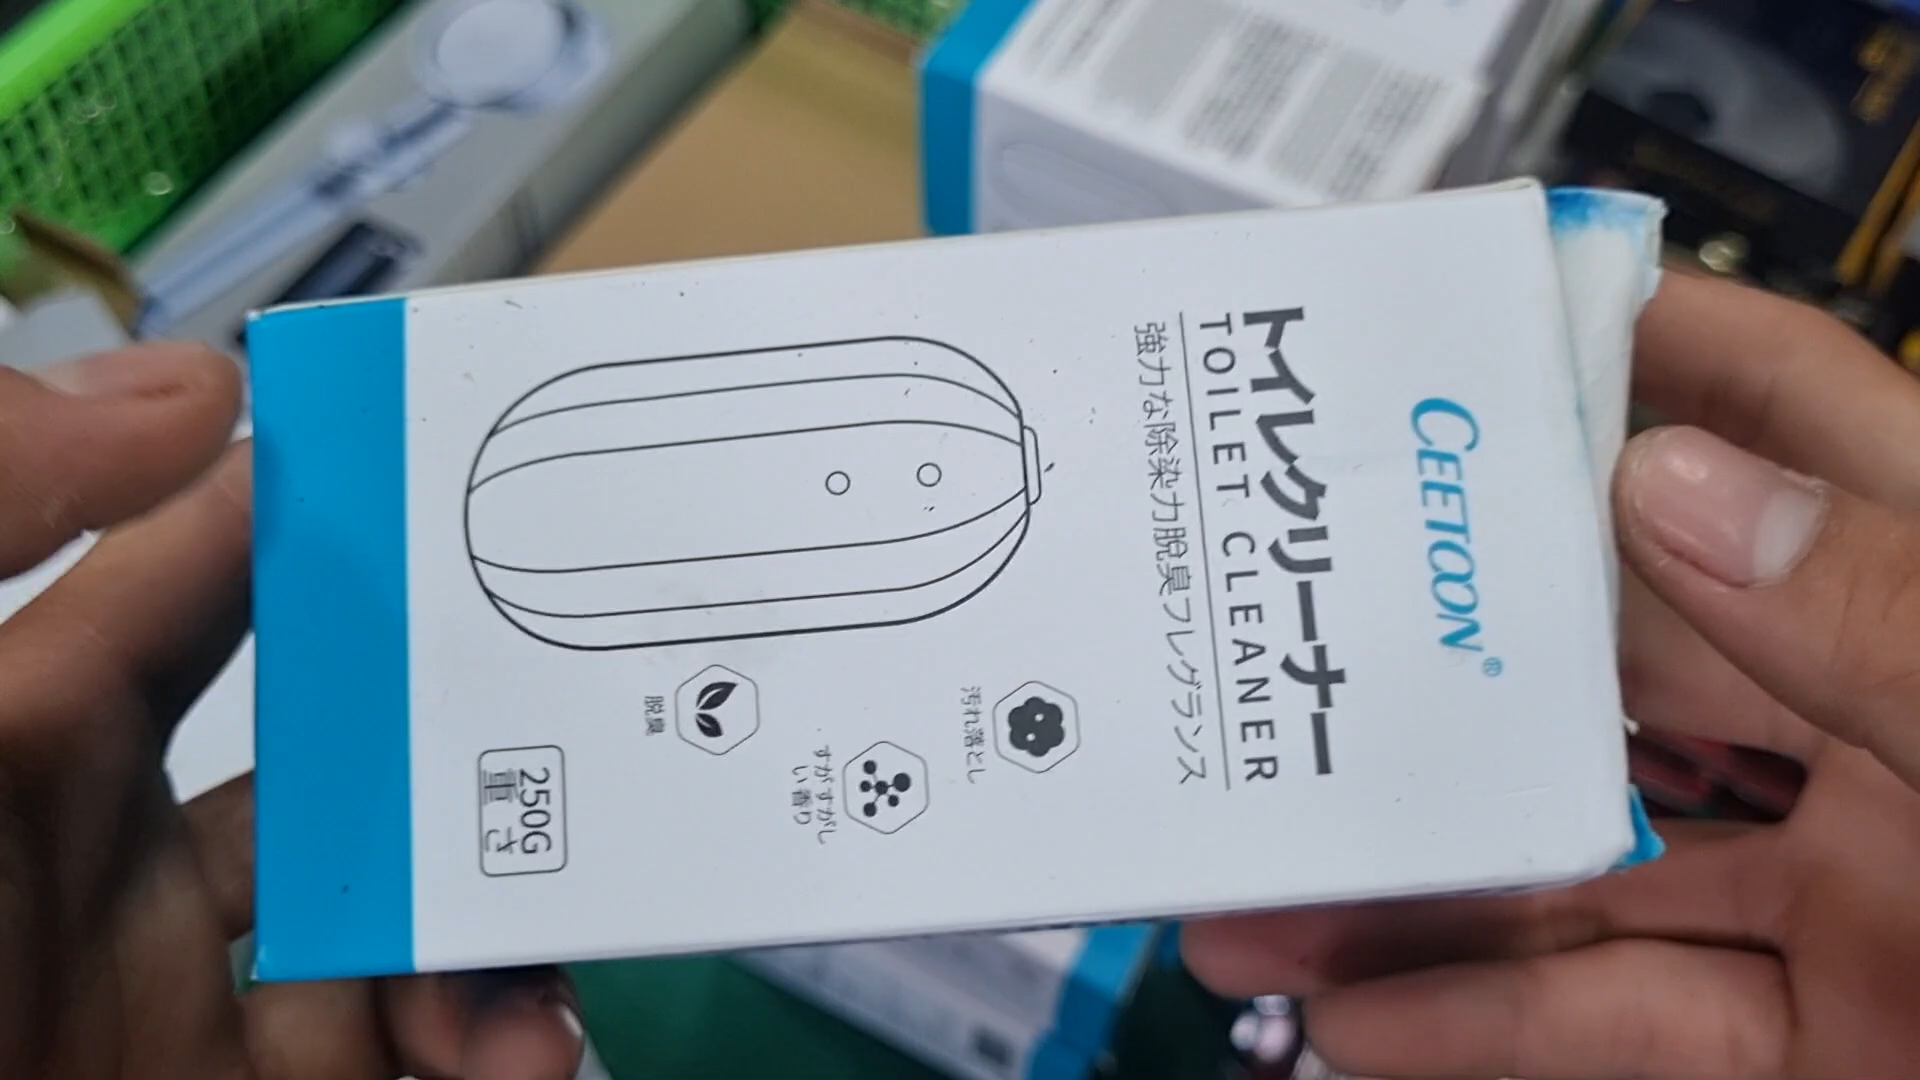 CEETOON®
トイレクリーナー
TOILET CLEANER
強力な除染力脱臭フレグランス
汚れ落とし
すがすがし
い香り
脱臭
250G
重さ